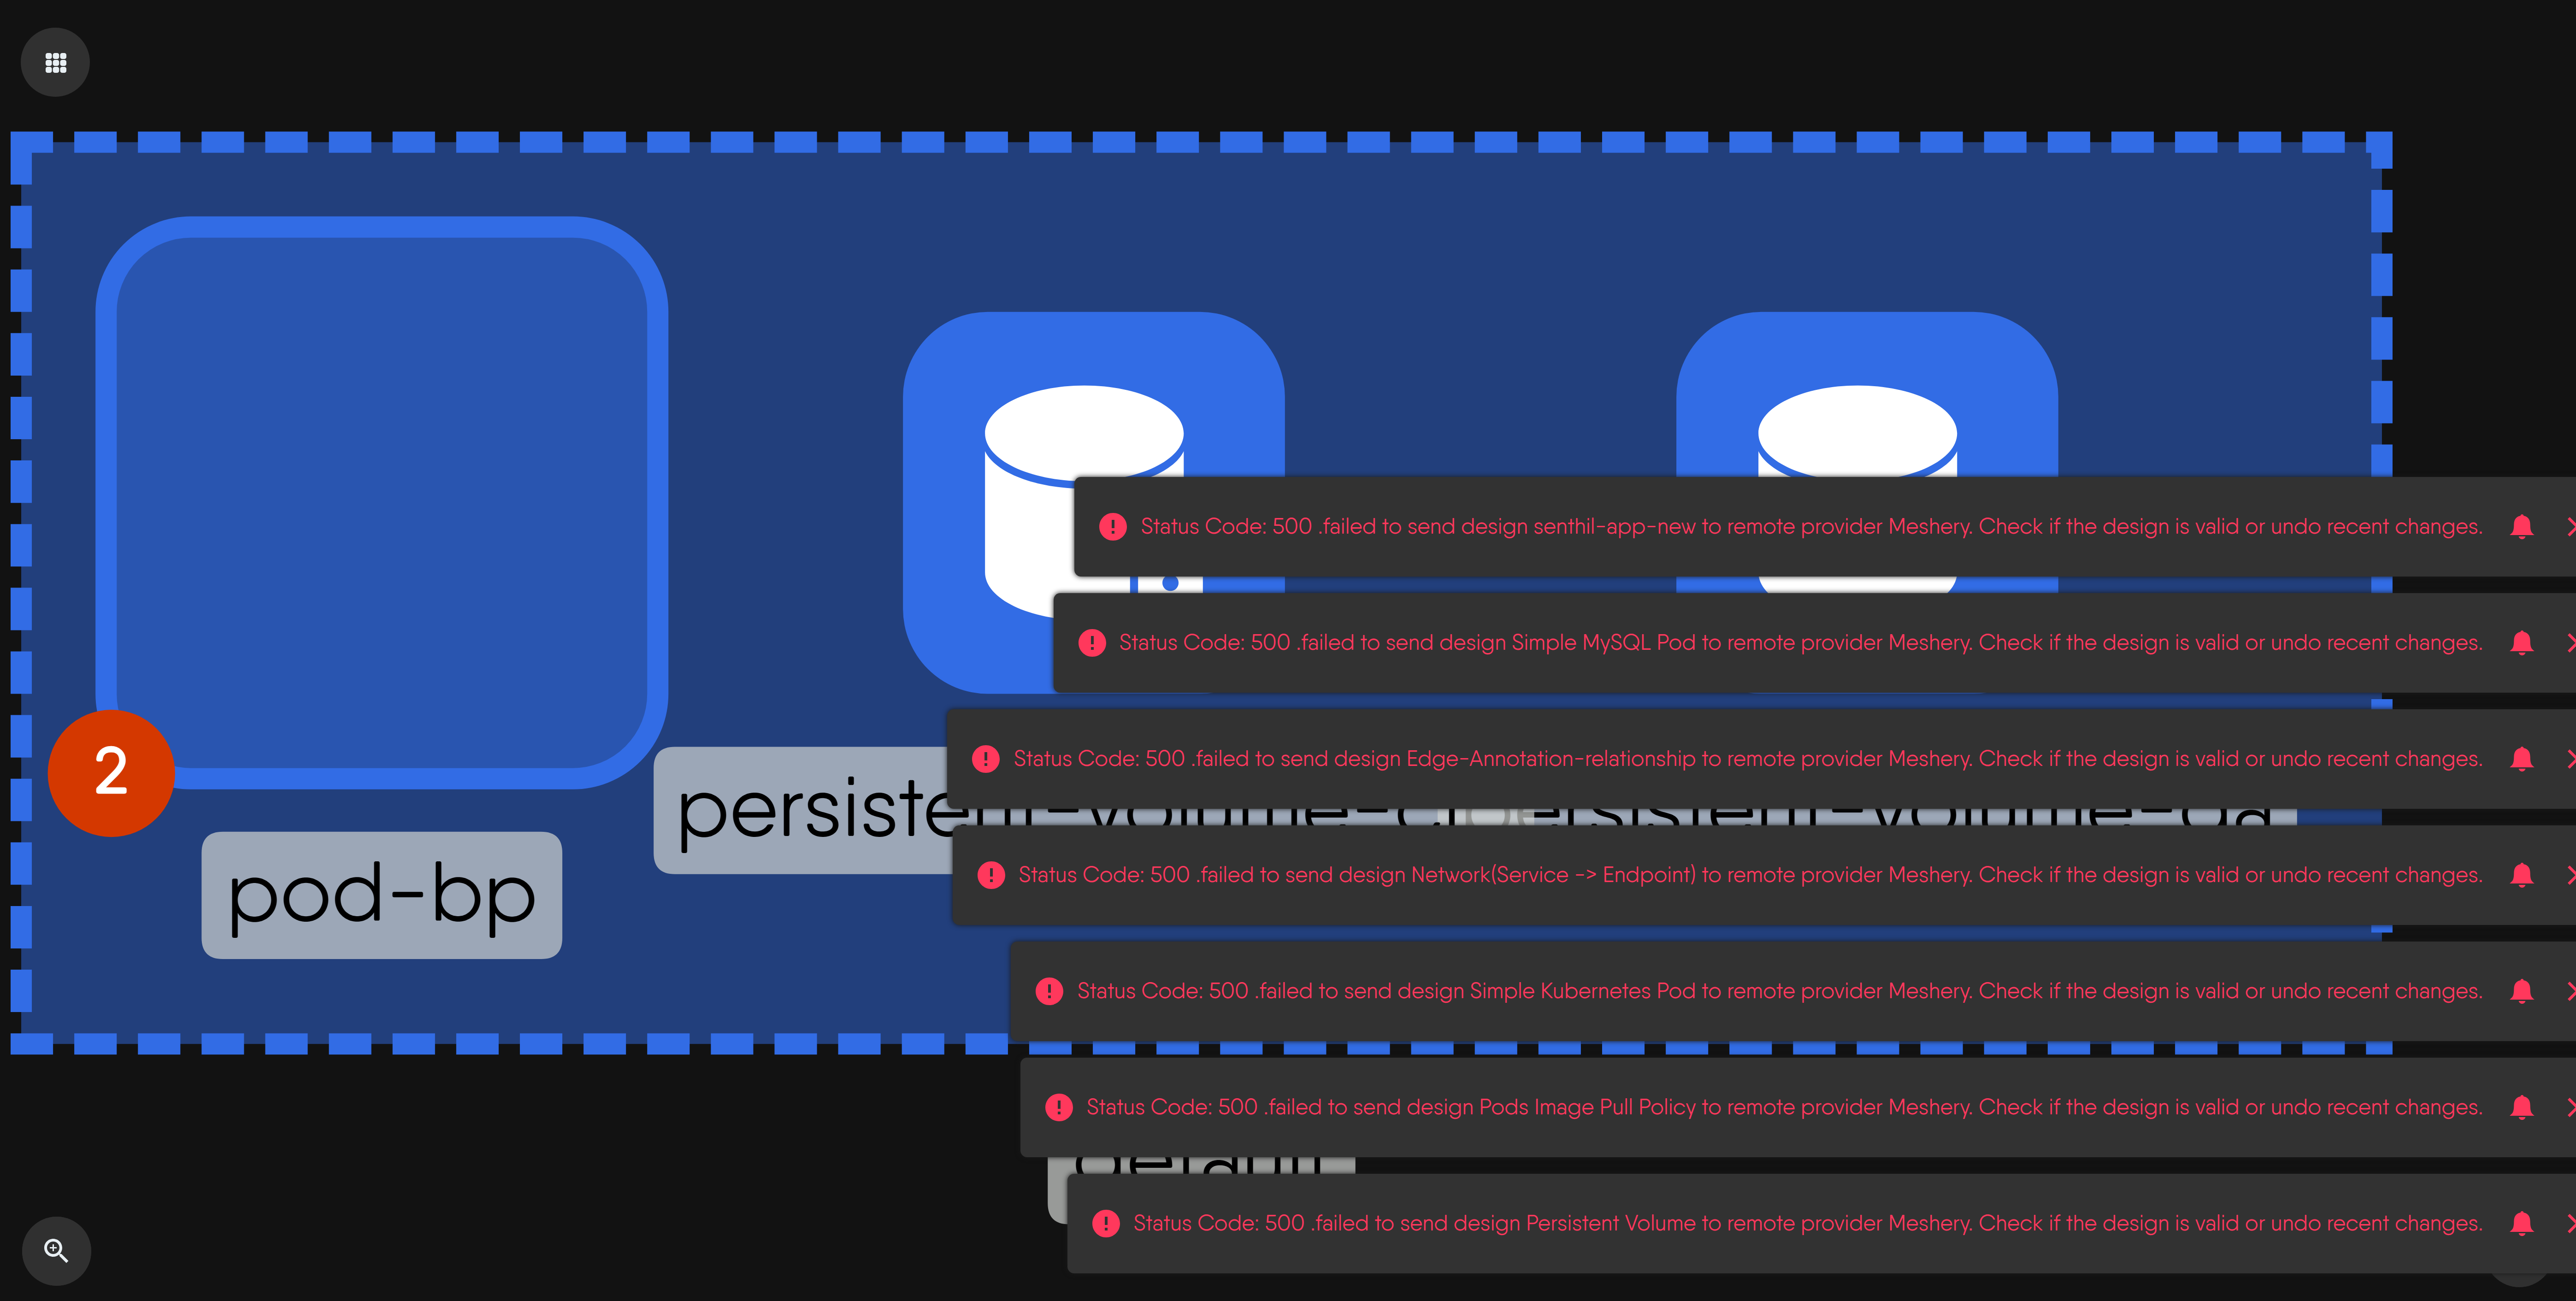 Status Code: 500 .failed to send design senthil-app-new to remote provider Meshery. Check if the design is valid or undo recent changes.
Status Code: 500 .failed to send design Simple MySQL Pod to remote provider Meshery. Check if the design is valid or undo recent changes.
Status Code: 500 .failed to send design Edge-Annotation-relationship to remote provider Meshery. Check if the design is valid or undo recent changes.
2
persistent-volume-cl
persistent-volume-
Status Code: 500 .failed to send design Network(Service -> Endpoint) to remote provider Meshery. Check if the design is valid or undo recent changes.
pod-bp
Status Code: 500 .failed to send design Simple Kubernetes Pod to remote provider Meshery. Check if the design is valid or undo recent changes.
Status Code: 500 .failed to send design Pods Image Pull Policy to remote provider Meshery. Check if the design is valid or undo recent changes.
default
Status Code: 500 .failed to send design Persistent Volume to remote provider Meshery. Check if the design is valid or undo recent changes.